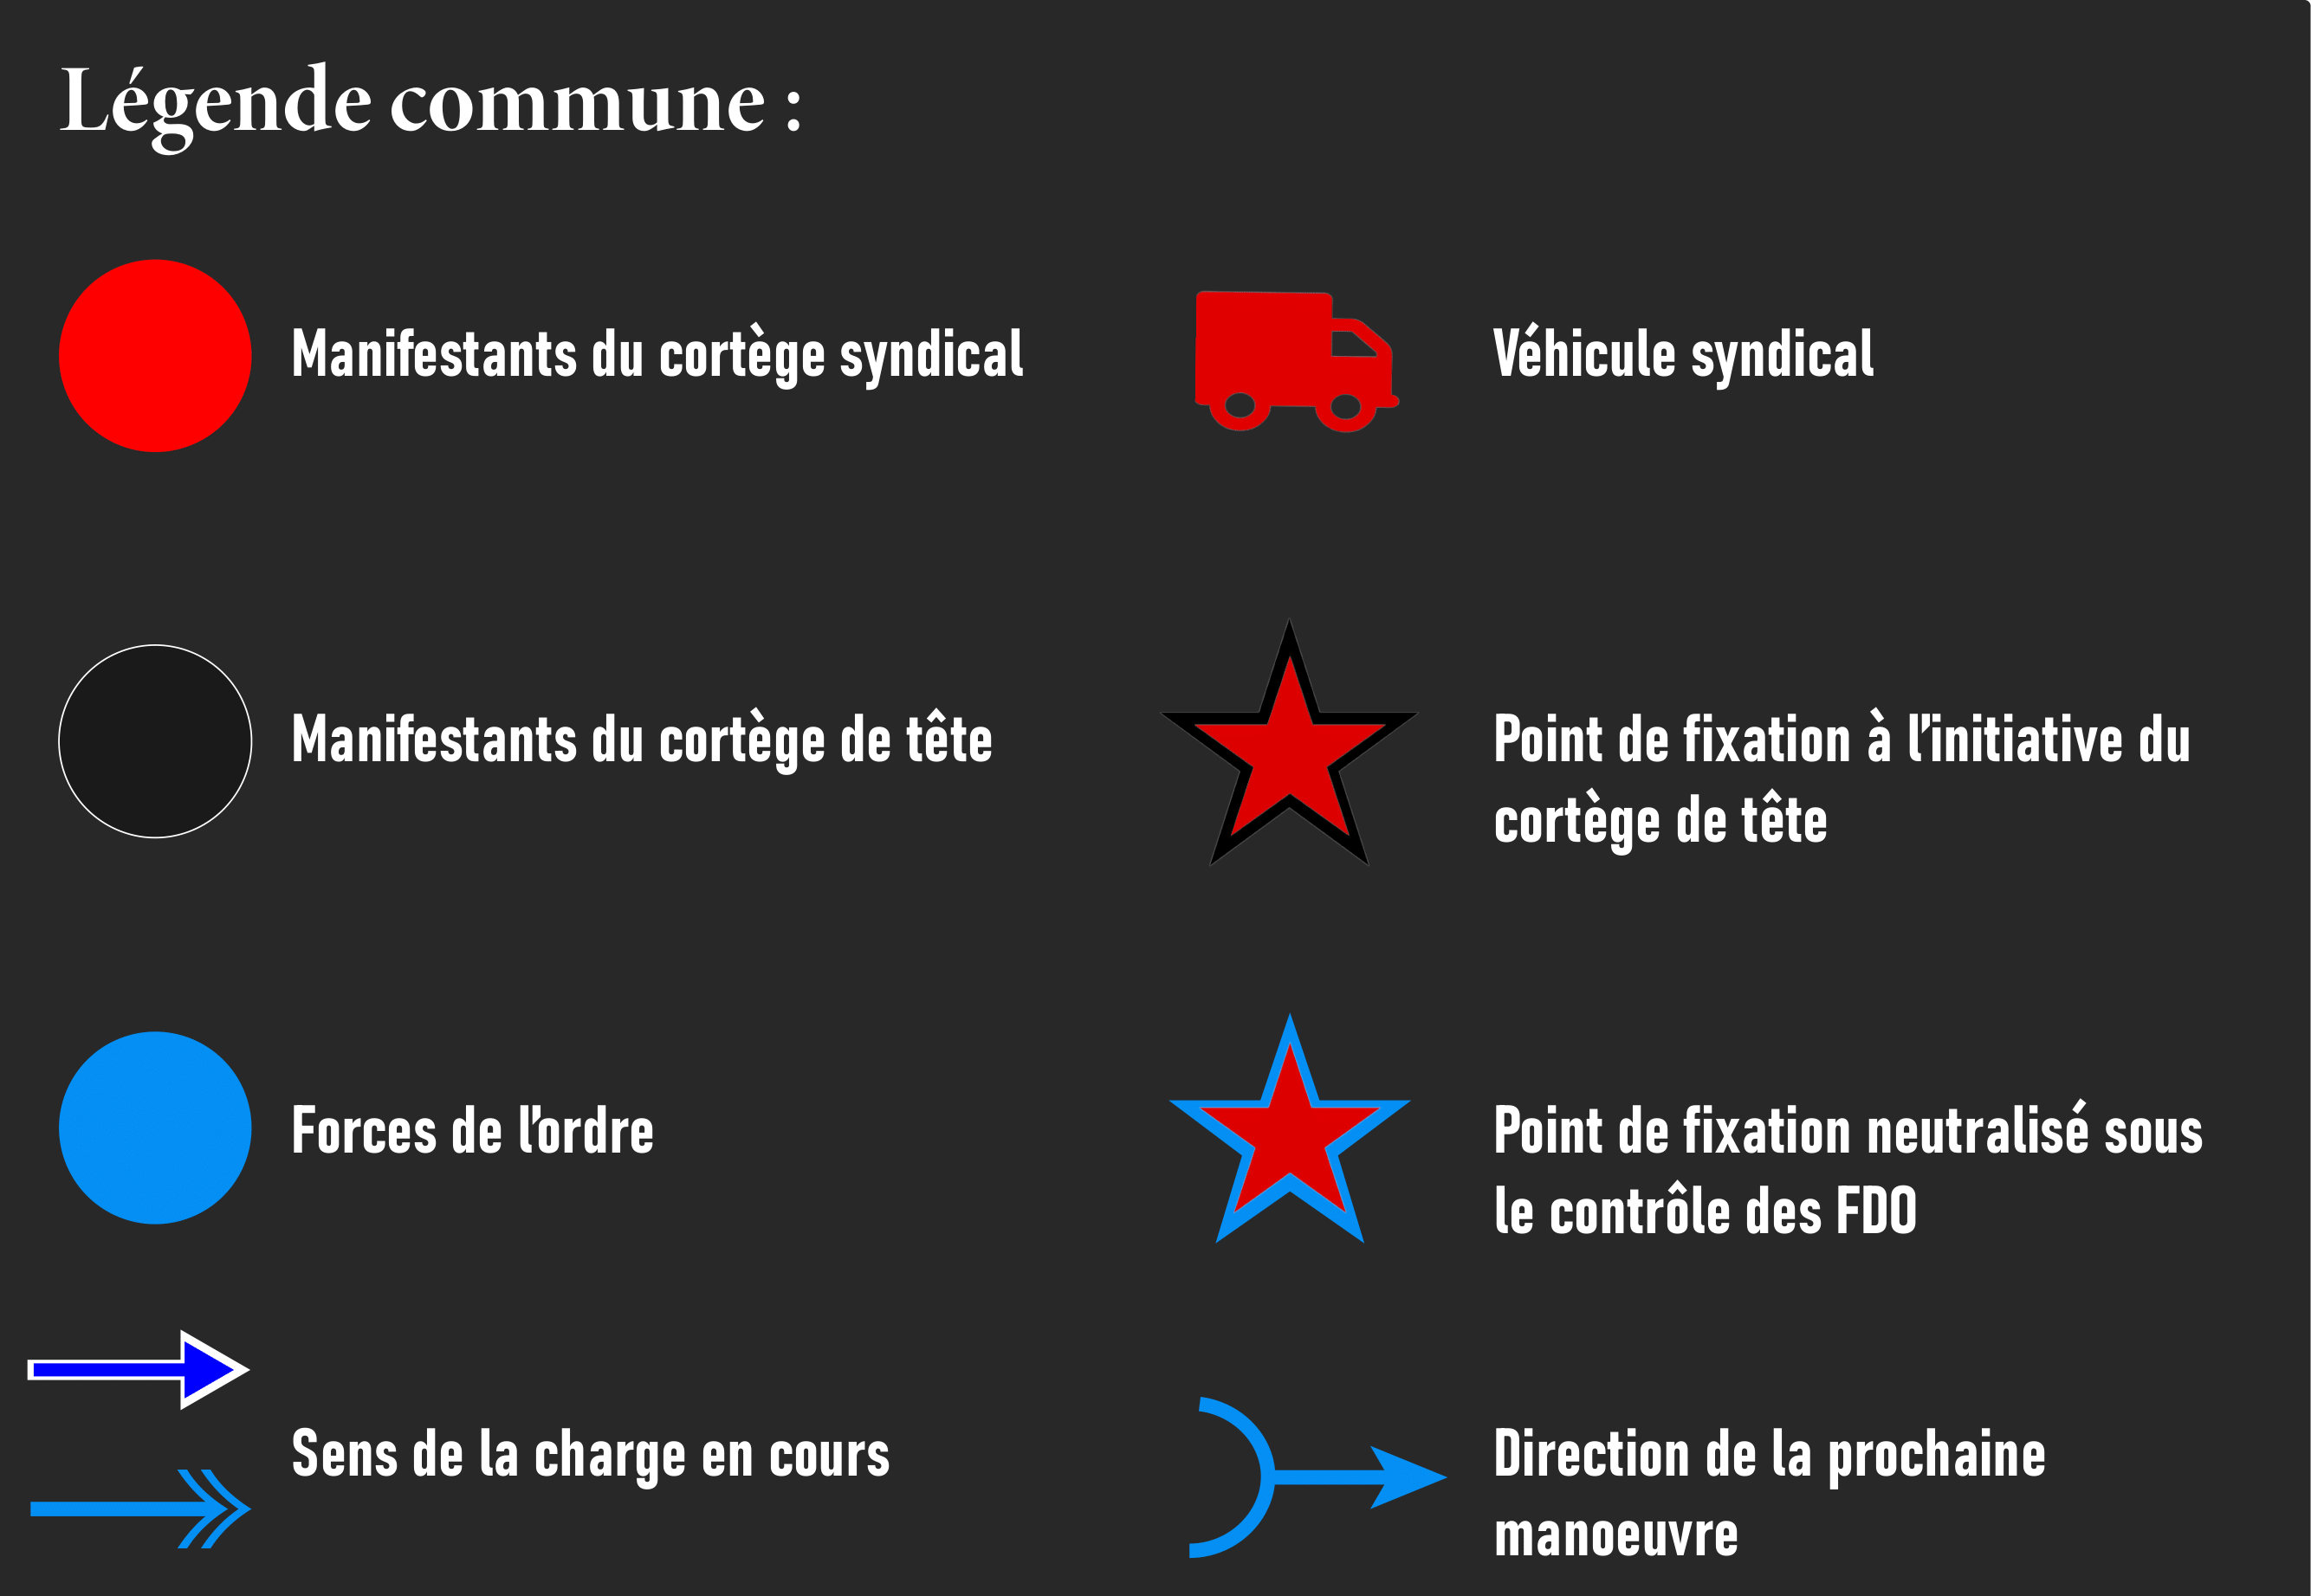 Légende commune :
Manifestants du cortège syndical
Véhicule syndical
Manifestants du cortège de tête
Point de fixation à l'initiative du
cortège de tête
Forces de l'ordre
Point de fixation neutralisé sous
le contrôle des FDO
Sens de la charge en cours
Direction de la prochaine
manoeuvre